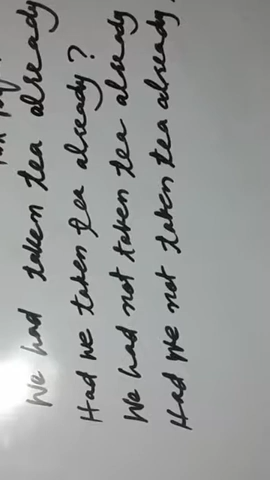 We had taken tea already
Had we taken tea already?
We had not taken tea already
Had we not taken tea already